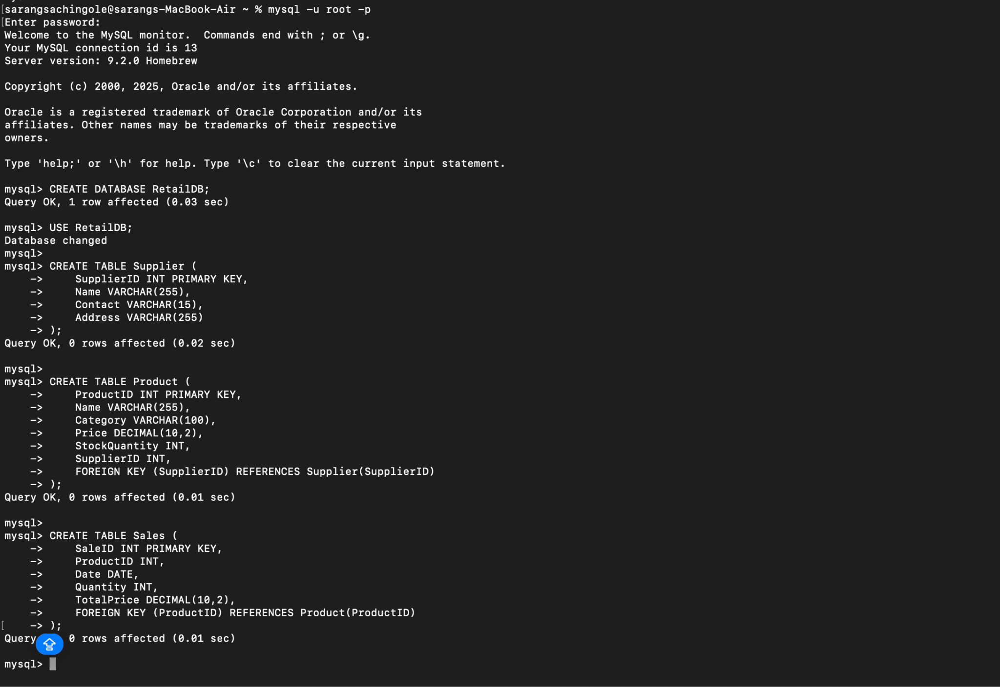 [sarangsachingole@sarangs-MacBook-Air ~ % mysql -u root -p
[Enter password:
Welcome to the MySQL monitor.  Commands end with ; or \g.
Your MySQL connection id is 13
Server version: 9.2.0 Homebrew

Copyright (c) 2000, 2025, Oracle and/or its affiliates.

Oracle is a registered trademark of Oracle Corporation and/or its
affiliates. Other names may be trademarks of their respective
owners.

Type 'help;' or '\h' for help. Type '\c' to clear the current input statement.

mysql> CREATE DATABASE RetailDB;
Query OK, 1 row affected (0.03 sec)

mysql> USE RetailDB;
Database changed
mysql>
mysql> CREATE TABLE Supplier (
    ->     SupplierID INT PRIMARY KEY,
    ->     Name VARCHAR(255),
    ->     Contact VARCHAR(15),
    ->     Address VARCHAR(255)
    -> );
Query OK, 0 rows affected (0.02 sec)

mysql>
mysql> CREATE TABLE Product (
    ->     ProductID INT PRIMARY KEY,
    ->     Name VARCHAR(255),
    ->     Category VARCHAR(100),
    ->     Price DECIMAL(10,2),
    ->     StockQuantity INT,
    ->     SupplierID INT,
    ->     FOREIGN KEY (SupplierID) REFERENCES Supplier(SupplierID)
    -> );
Query OK, 0 rows affected (0.01 sec)

mysql>
mysql> CREATE TABLE Sales (
    ->     SaleID INT PRIMARY KEY,
    ->     ProductID INT,
    ->     Date DATE,
    ->     Quantity INT,
    ->     TotalPrice DECIMAL(10,2),
    ->     FOREIGN KEY (ProductID) REFERENCES Product(ProductID)
[    -> );
Query 0 rows affected (0.01 sec)

mysql>